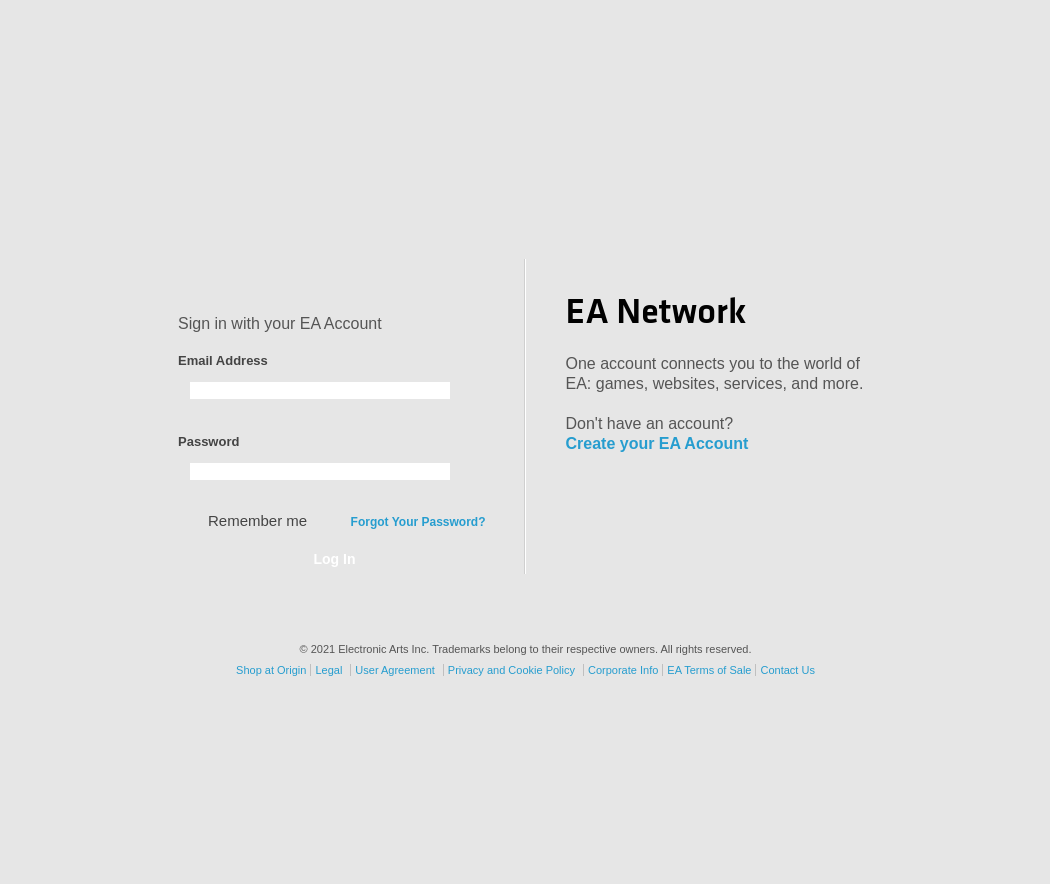 Sign in with your EA Account
Email Address
Password
Remember me
Forgot Your Password?
Log In
EA Network
One account connects you to the world of
EA: games, websites, services, and more.
Don't have an account?
Create your EA Account
© 2021 Electronic Arts Inc. Trademarks belong to their respective owners. All rights reserved.
Shop at Origin Legal User Agreement Privacy and Cookie Policy Corporate Info EA Terms of Sale Contact Us